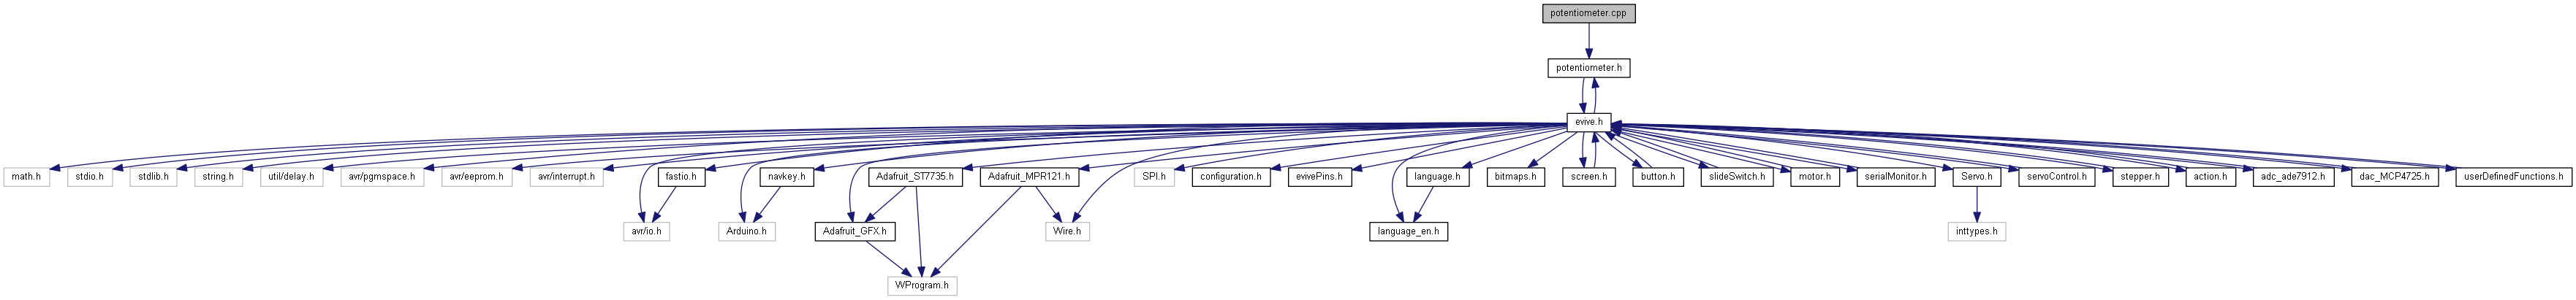 potentiometer.cpp
potentiometer.h
evive.h
math.h
stdio.h
stdlib.h
string.h
util/delay.h
avr/pgmspace.h
avr/eeprom.h
avr/interrupt.h
fastio.h
navkey.h
Adafruit_ST7735.h
Adafruit_MPR121.h
SPI.h
configuration.h
evivePins.h
language.h
bitmaps.h
screen.h
button.h
slideSwitch.h
motor.h
serialMonitor.h
Servo.h
servoControl.h
stepper.h
action.h
adc_ade7912.h
dac_MCP4725.h
userDefinedFunctions.h
avr/io.h
Arduino.h
Adafruit_GFX.h
Wire.h
language_en.h
inttypes.h
WProgram.h